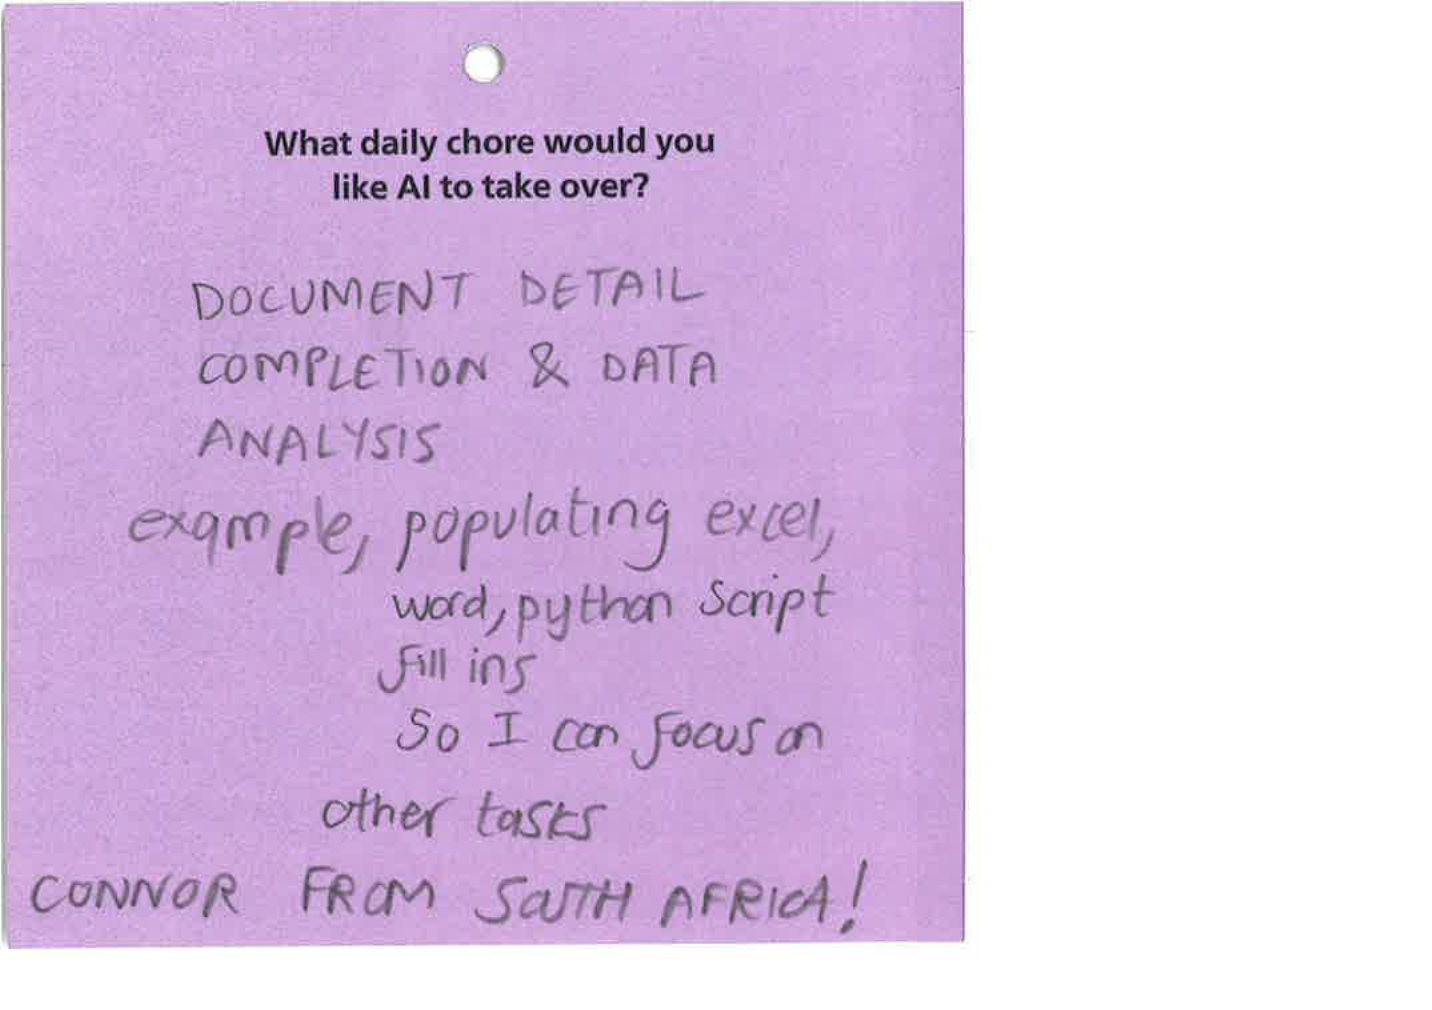 What daily chore would you
like AI to take over?
DOCUMENT DETAIL
COMPLETION & DATA
ANALYSIS
example, populating excel,
word, python script
fill ins
So I can focus on
other tasks
CONNOR FROM SOUTH AFRICA!